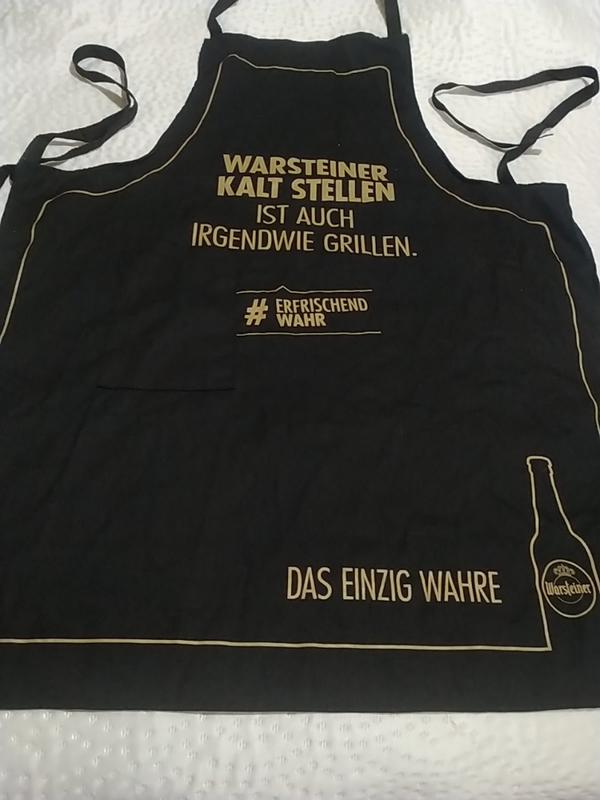 WARSTEINER
KALT STELLEN
IST AUCH
IRGENDWIE GRILLEN.
# ERFRISCHEND
WAHR
DAS EINZIG WAHRE
Warsteiner